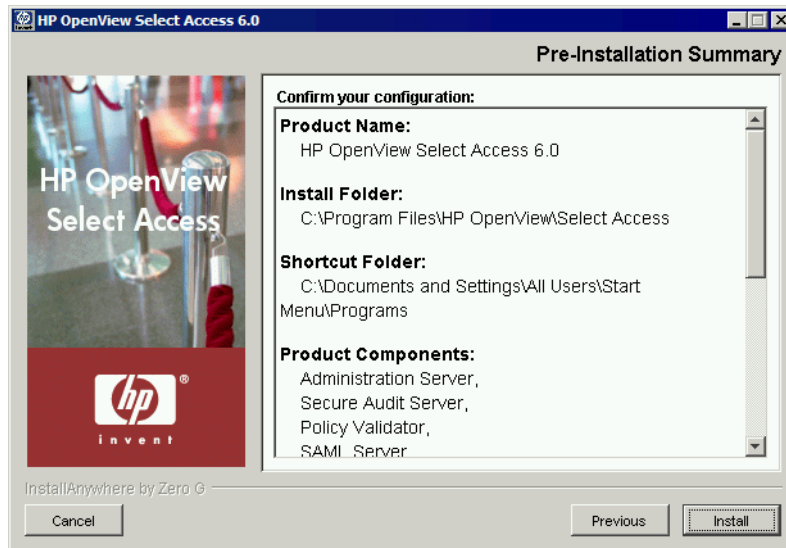 HP OpenView Select Access 6.0
Pre-Installation Summary
HP OpenView
Select Access
hp
®
invent
Confirm your configuration:
Product Name:
HP OpenView Select Access 6.0
Install Folder:
C:\Program Files\HP OpenView\Select Access
Shortcut Folder:
C:\Documents and Settings\All Users\Start
Menu\Programs
Product Components:
Administration Server,
Secure Audit Server,
Policy Validator,
SAML Server
InstallAnywhere by Zero G
Cancel
Previous
Install